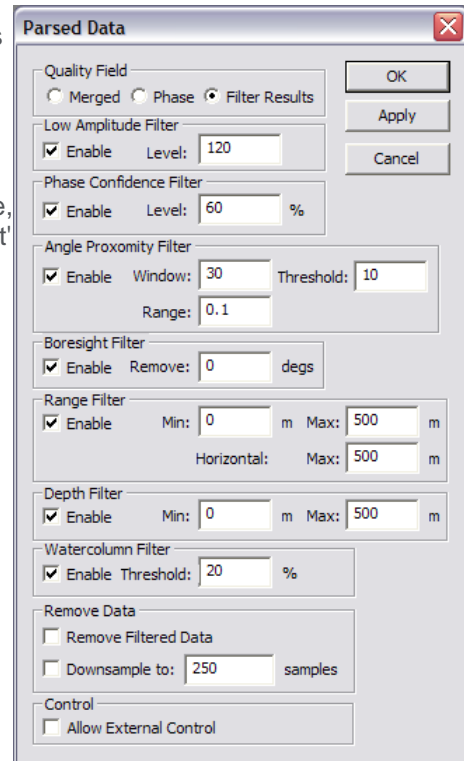 Parsed Data
s
Quality Field
Merged Phase Filter Results
OK
Low Amplitude Filter
Apply
Enable Level: 120
Cancel
Phase Confidence Filter
e,
Enable Level: 60 %
t'
Angle Proxomity Filter
Enable Window: 30 Threshold: 10
Range: 0.1
Boresight Filter
Enable Remove: 0 degs
Range Filter
Enable Min: 0 m Max: 500 m
Horizontal: Max: 500 m
Depth Filter
Enable Min: 0 m Max: 500 m
Watercolumn Filter
Enable Threshold: 20 %
Remove Data
Remove Filtered Data
Downsample to: 250 samples
Control
Allow External Control